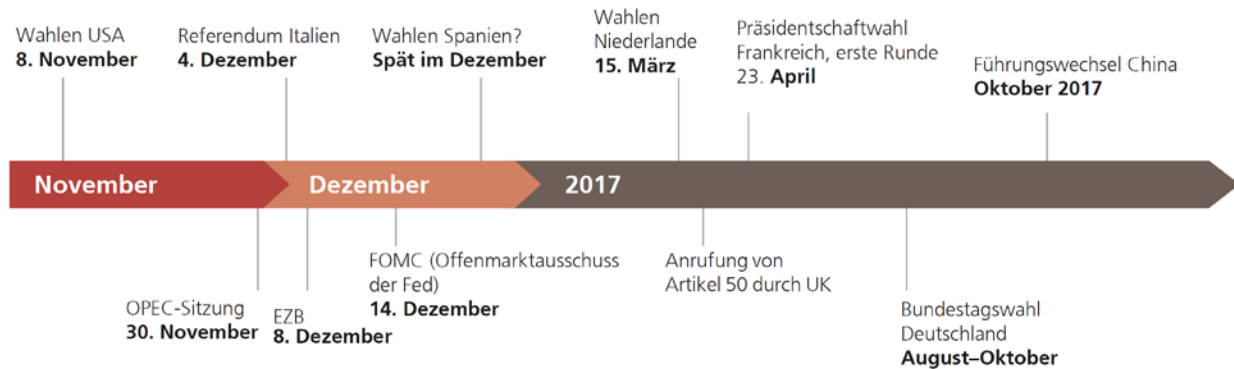 Wahlen USA
8. November
Referendum Italien
4. Dezember
Wahlen Spanien?
Spät im Dezember
Wahlen
Niederlande
15. März
Präsidentschaftwahl
Frankreich, erste Runde
23. April
Führungswechsel China
Oktober 2017
November
Dezember
2017
OPEC-Sitzung
30. November
EZB
8. Dezember
FOMC (Offenmarktausschuss
der Fed)
14. Dezember
Anrufung von
Artikel 50 durch UK
Bundestagswahl
Deutschland
August–Oktober